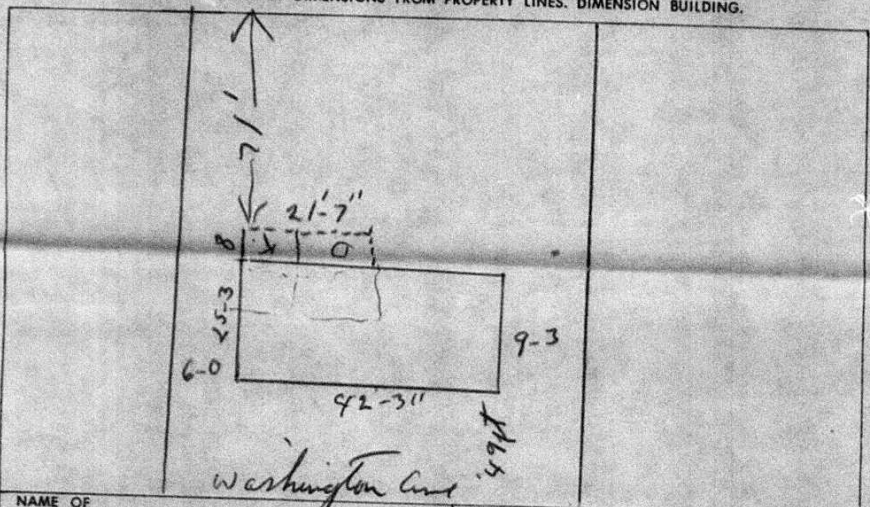 DIMENSIONS FROM PROPERTY LINES. DIMENSION BUILDING.
71'
21'-7"
8 K O
25-3
9-3
6-0
42-3"
49ft
Washington Ave
NAME OF